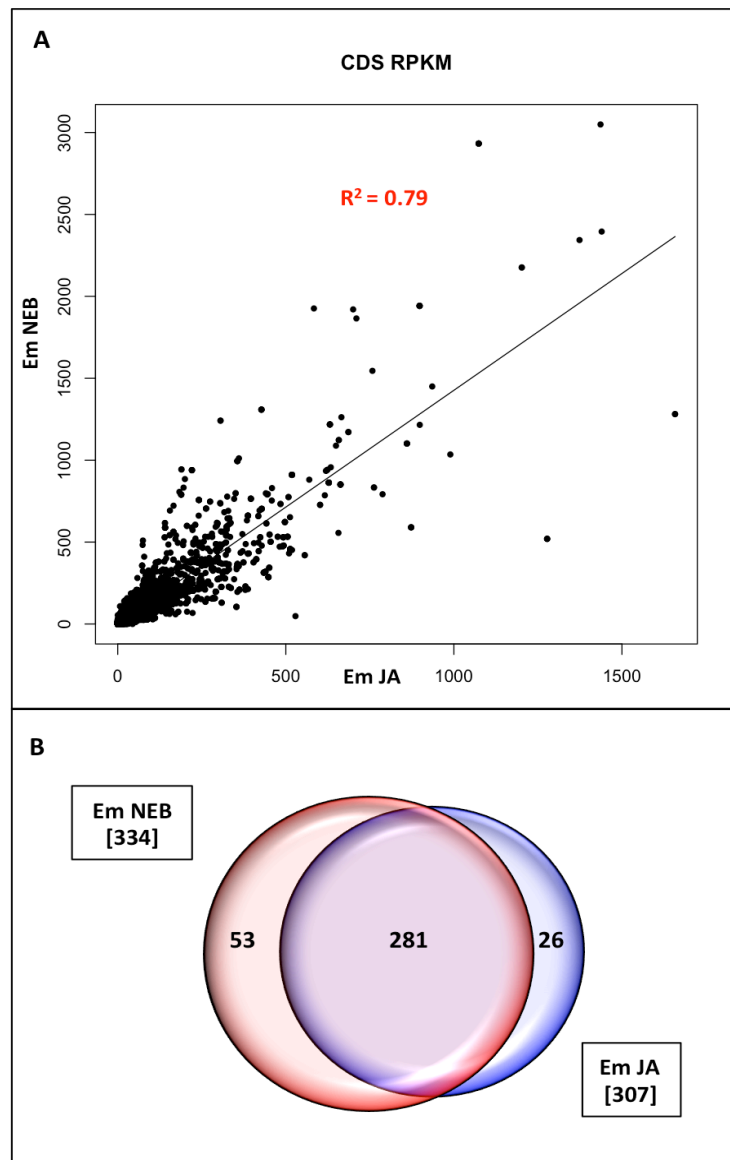 A
CDS RPKM
R² = 0.79
Em NEB
3000
2500
2000
1500
1000
500
0
0 500 1000 1500
Em JA
B
Em NEB
[334]
53 281 26
Em JA
[307]